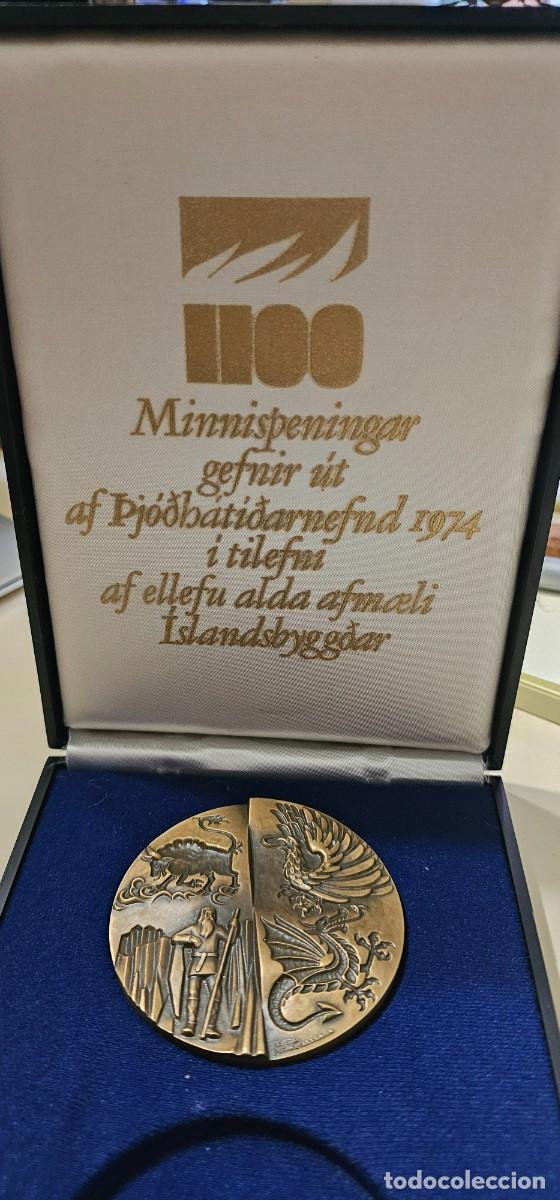 1100
Minnispeningar
gefnir út
af Þjóðhátíðarnefnd 1974
í tilefni
af ellefu alda afmæli
Íslandsbyggðar
todocoleccion